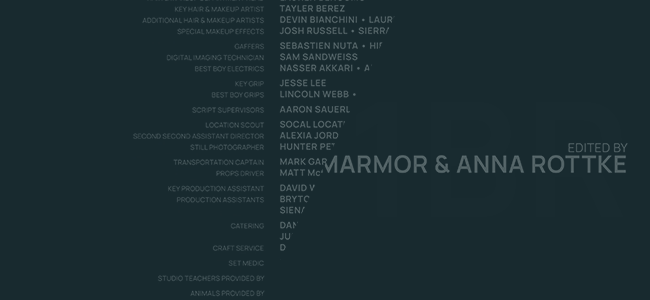 KEY HAIR & MAKEUP ARTIST TAYLER BEREZ
ADDITIONAL HAIR & MAKEUP ARTISTS DEVIN BIANCHINI •
SPECIAL MAKEUP EFFECTS JOSH RUSSELL •
GAFFERS SEBASTIEN NUTA •
DIGITAL IMAGING TECHNICIAN SAM SANDWEISS
BEST BOY ELECTRICS NASSER AKKARI • A
KEY GRIP JESSE LEE
BEST BOY GRIPS LINCOLN WEBB •
SCRIPT SUPERVISORS AARON SAUERL
LOCATION SCOUT SOCAL LOCAT
SECOND SECOND ASSISTANT DIRECTOR ALEXIA JORD
STILL PHOTOGRAPHER HUNTER PE
TRANSPORTATION CAPTAIN MARK GAR
PROPS DRIVER MATT
KEY PRODUCTION ASSISTANT DAVID
PRODUCTION ASSISTANTS BRYTO
SIEN
CATERING DAN
JU
CRAFT SERVICE D
SET MEDIC
STUDIO TEACHERS PROVIDED BY
ANIMALS PROVIDED BY
EDITED BY
MARMOR & ANNA ROTTKE